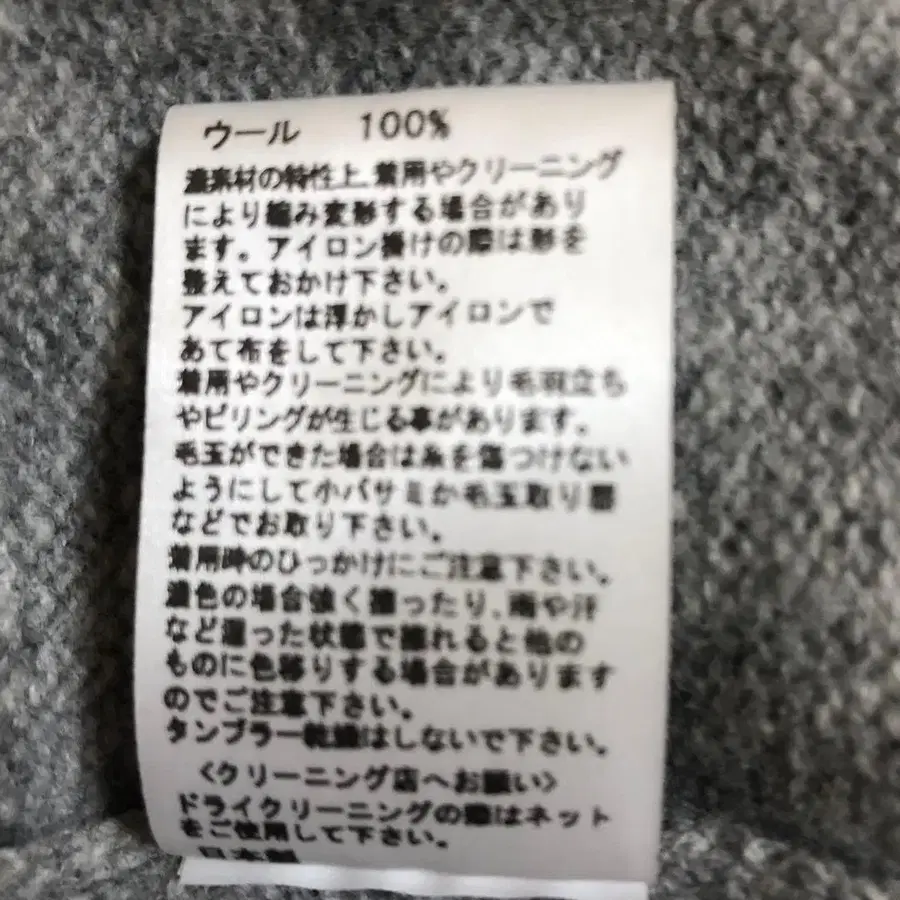 ウール 100%
素材の特性上、着用やクリーニング
により縮み変形する場合があり
ます。アイロン掛けの際は形を
整えておかけ下さい。
アイロンは浮かしアイロンで
あて布をして下さい。
着用やクリーニングにより毛羽立ち
やピリングが生じる事があります。
毛玉ができた場合は糸を傷つけない
ようにして小バサミか毛玉取り器
などでお取り下さい。
着用時のひっかけにご注意下さい。
濃色の場合強く擦ったり、雨や汗
など湿った状態で擦れると他の
ものに色移りする場合があります
のでご注意下さい。
タンブラー乾燥はしないで下さい。
〈クリーニング店へお願い〉
ドライクリーニングの際はネット
をご使用して下さい。
日本製